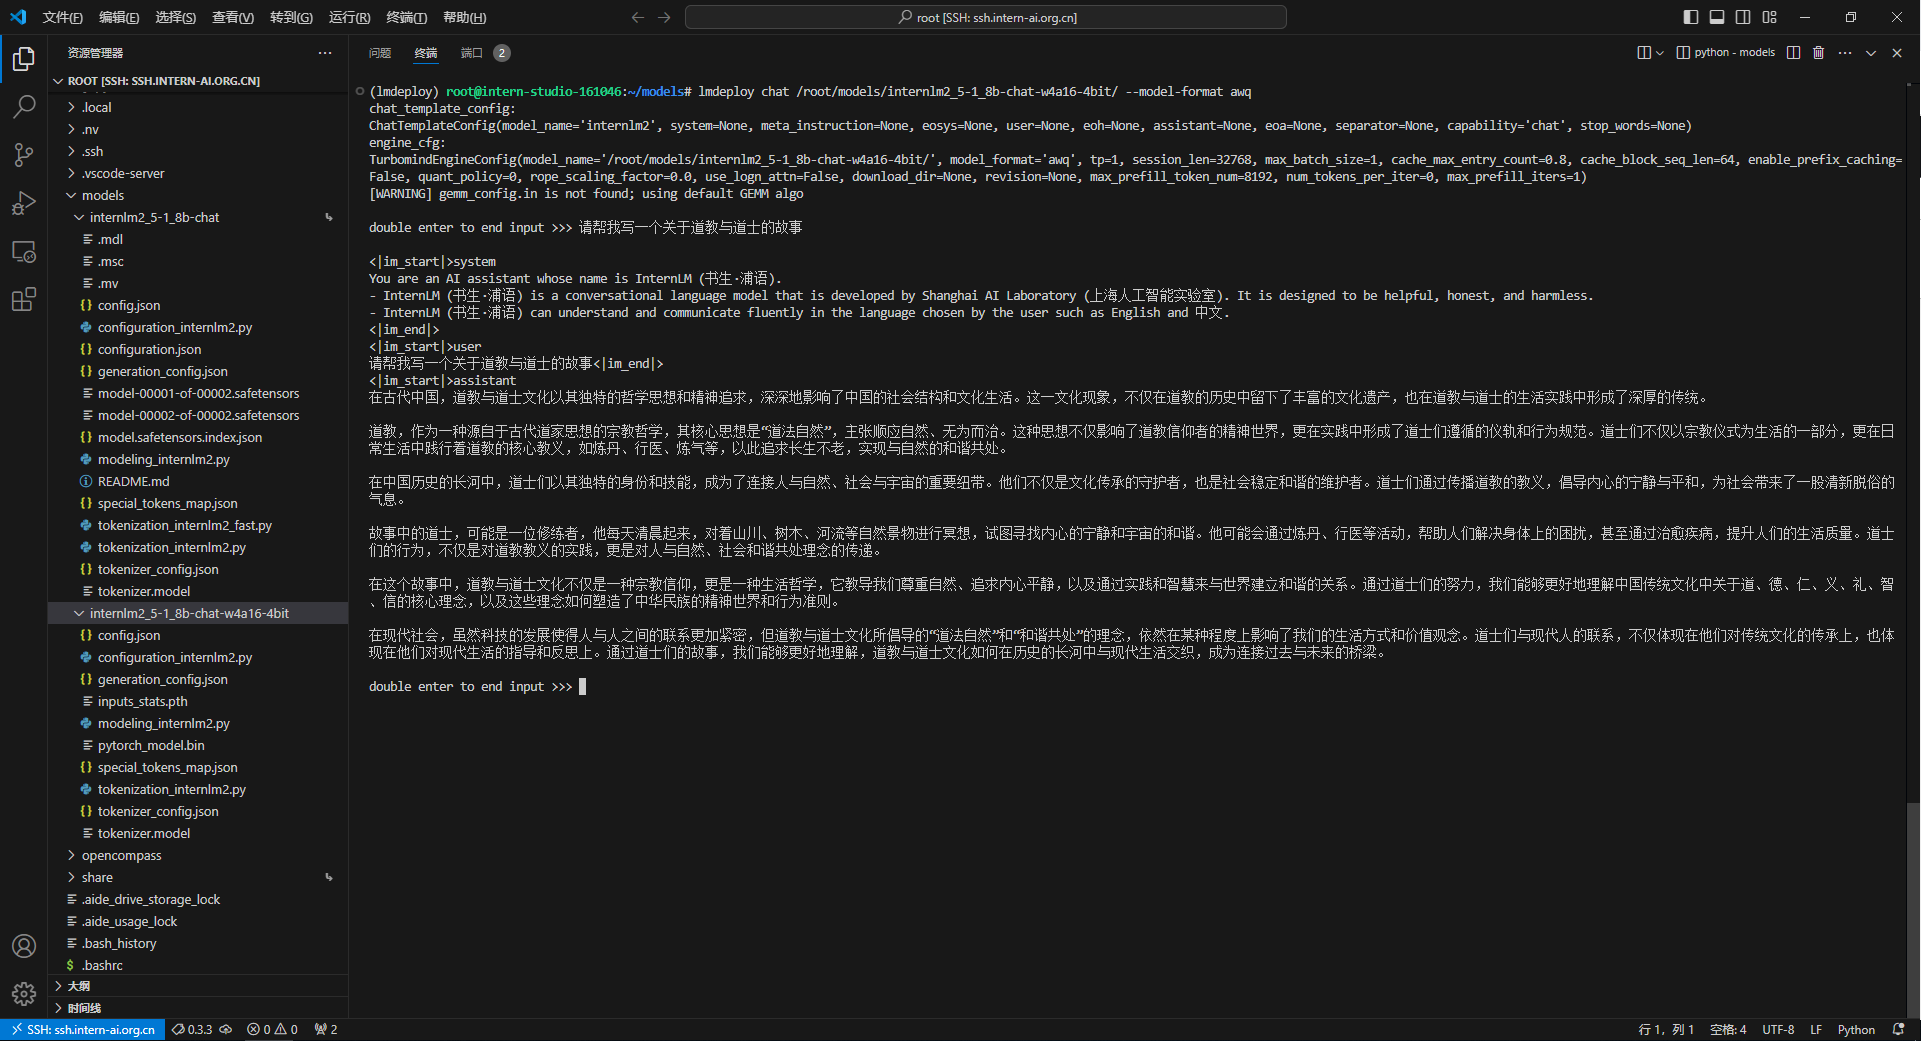 文件(F) 编辑(E) 选择(S) 查看(V) 转到(G) 运行(R) 终端(T) 帮助(H)
root [SSH: ssh.intern-ai.org.cn]
资源管理器
ROOT [SSH: SSH.INTERN-AI.ORG.CN]
.local
.nv
.ssh
.vscode-server
models
internlm2_5-1_8b-chat
.mdl
.msc
.mv
config.json
configuration_internlm2.py
configuration.json
generation_config.json
model-00001-of-00002.safetensors
model-00002-of-00002.safetensors
model.safetensors.index.json
modeling_internlm2.py
README.md
special_tokens_map.json
tokenization_internlm2_fast.py
tokenization_internlm2.py
tokenizer_config.json
tokenizer.model
internlm2_5-1_8b-chat-w4a16-4bit
config.json
configuration_internlm2.py
generation_config.json
inputs_stats.pth
modeling_internlm2.py
pytorch_model.bin
special_tokens_map.json
tokenization_internlm2.py
tokenizer_config.json
tokenizer.model
opencompass
share
.aide_drive_storage_lock
.aide_usage_lock
.bash_history
.bashrc
大纲
时间线
问题 终端 端口 2
python - models
(lmdeploy) root@intern-studio-161046:~/models# lmdeploy chat /root/models/internlm2_5-1_8b-chat-w4a16-4bit/ --model-format awq
chat_template_config:
ChatTemplateConfig(model_name='internlm2', system=None, meta_instruction=None, eosys=None, user=None, eoh=None, assistant=None, eoa=None, separator=None, capability='chat', stop_words=None)
engine_cfg:
TurbomindEngineConfig(model_name='/root/models/internlm2_5-1_8b-chat-w4a16-4bit/', model_format='awq', tp=1, session_len=32768, max_batch_size=1, cache_max_entry_count=0.8, cache_block_seq_len=64, enable_prefix_caching=
False, quant_policy=0, rope_scaling_factor=0.0, use_logn_attn=False, download_dir=None, revision=None, max_prefill_token_num=8192, num_tokens_per_iter=0, max_prefill_iters=1)
[WARNING] gemm_config.in is not found; using default GEMM algo
double enter to end input >>> 请帮我写一个关于道教与道士的故事
<|im_start|>system
You are an AI assistant whose name is InternLM (书生·浦语).
- InternLM (书生·浦语) is a conversational language model that is developed by Shanghai AI Laboratory (上海人工智能实验室). It is designed to be helpful, honest, and harmless.
- InternLM (书生·浦语) can understand and communicate fluently in the language chosen by the user such as English and 中文.
<|im_end|>
<|im_start|>user
请帮我写一个关于道教与道士的故事<|im_end|>
<|im_start|>assistant
在古代中国，道教与道士文化以其独特的哲学思想和精神追求，深深地影响了中国的社会结构和文化生活。这一文化现象，不仅在道教的历史中留下了丰富的文化遗产，也在道教与道士的生活实践中形成了深厚的传统。
道教，作为一种源自于古代道家思想的宗教哲学，其核心思想是“道法自然”，主张顺应自然、无为而治。这种思想不仅影响了道教信仰者的精神世界，更在实践中形成了道士们遵循的仪轨和行为规范。道士们不仅以宗教仪式为生活的一部分，更在日
常生活中践行着道教的核心教义，如炼丹、行医、炼气等，以此追求长生不老，实现与自然的和谐共处。
在中国历史的长河中，道士们以其独特的身份和技能，成为了连接人与自然、社会与宇宙的重要纽带。他们不仅是文化传承的守护者，也是社会稳定和谐的维护者。道士们通过传播道教的教义，倡导内心的宁静与平和，为社会带来了一股清新脱俗的
气息。
故事中的道士，可能是一位修练者，他每天清晨起来，对着山川、树木、河流等自然景物进行冥想，试图寻找内心的宁静和宇宙的和谐。他可能会通过炼丹、行医等活动，帮助人们解决身体上的困扰，甚至通过治愈疾病，提升人们的生活质量。道士
们的行为，不仅是对道教教义的实践，更是对人与自然、社会和谐共处理念的传递。
在这个故事中，道教与道士文化不仅是一种宗教信仰，更是一种生活哲学，它教导我们尊重自然、追求内心平静，以及通过实践和智慧来与世界建立和谐的关系。通过道士们的努力，我们能够更好地理解中国传统文化中关于道、德、仁、义、礼、智
、信的核心理念，以及这些理念如何塑造了中华民族的精神世界和行为准则。
在现代社会，虽然科技的发展使得人与人之间的联系更加紧密，但道教与道士文化所倡导的“道法自然”和“和谐共处”的理念，依然在某种程度上影响了我们的生活方式和价值观念。道士们与现代人的联系，不仅体现在他们对传统文化的传承上，也体
现在他们对现代生活的指导和反思上。通过道士们的故事，我们能够更好地理解，道教与道士文化如何在历史的长河中与现代生活交织，成为连接过去与未来的桥梁。
double enter to end input >>>
SSH: ssh.intern-ai.org.cn 0.3.3 0 0 2
行 1，列 1 空格: 4 UTF-8 LF Python